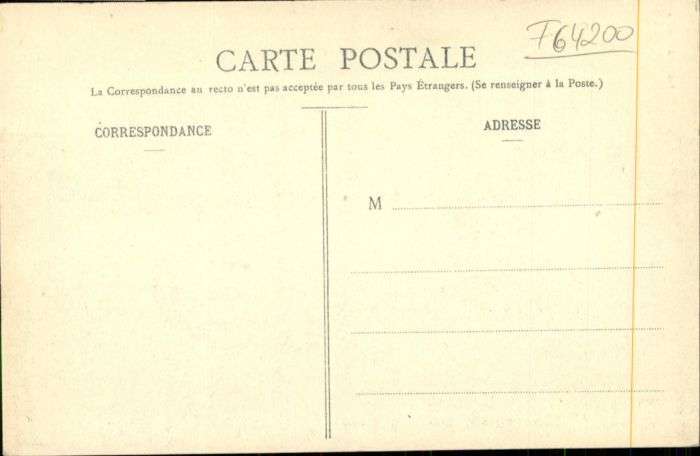 F64200
CARTE POSTALE
La Correspondance au recto n'est pas acceptée par tous les Pays Étrangers. (Se renseigner à la Poste.)
CORRESPONDANCE
ADRESSE
M